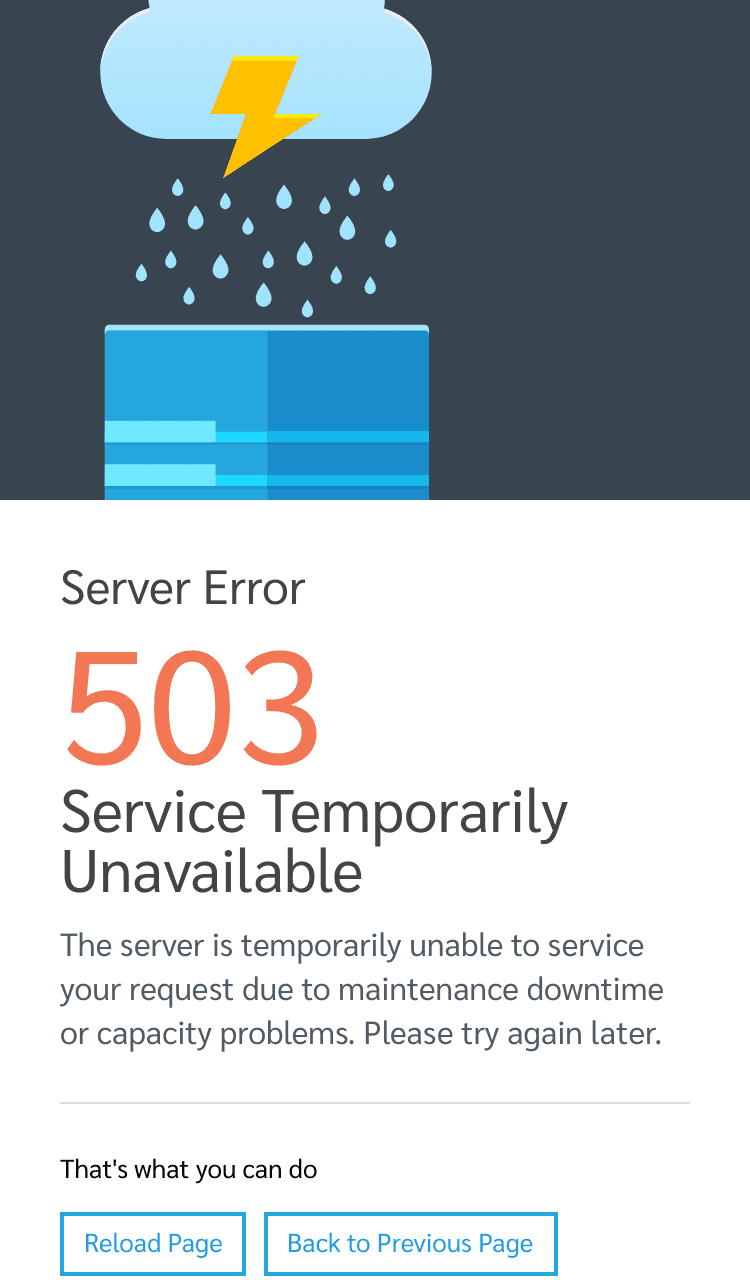 Server Error
503
Service Temporarily
Unavailable
The server is temporarily unable to service
your request due to maintenance downtime
or capacity problems. Please try again later.
That's what you can do
Reload Page
Back to Previous Page